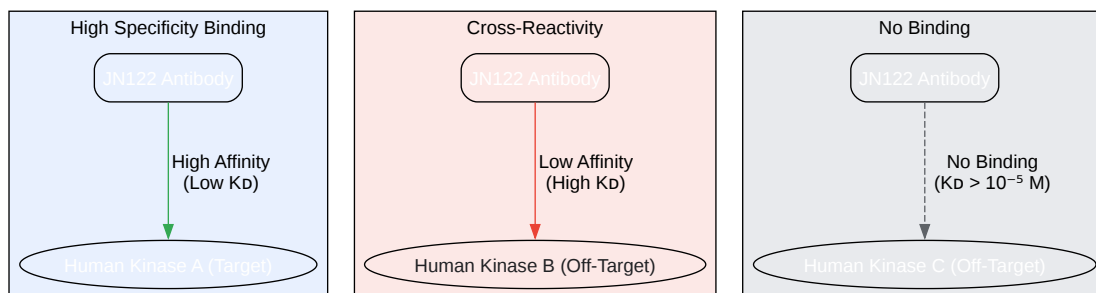 High Specificity Binding
JN122 Antibody
High Affinity
(Low Kᴅ)
Human Kinase A (Target)
Cross-Reactivity
JN122 Antibody
Low Affinity
(High Kᴅ)
Human Kinase B (Off-Target)
No Binding
JN122 Antibody
No Binding
(Kᴅ > 10⁻⁵ M)
Human Kinase C (Off-Target)